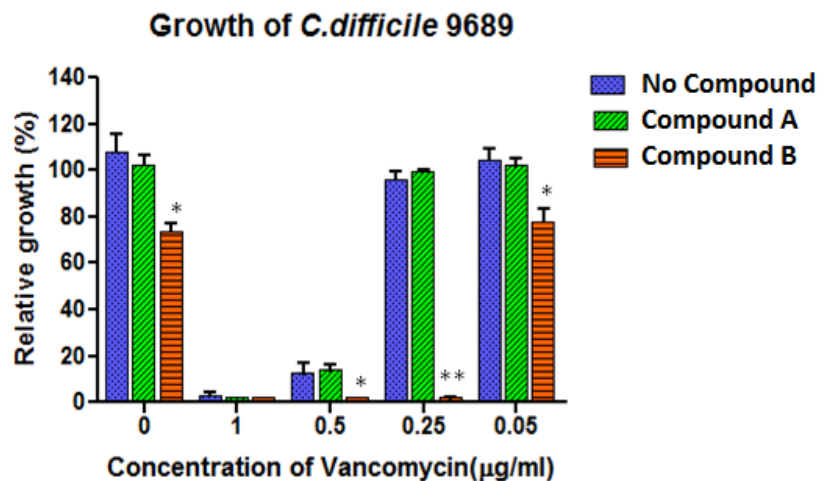 Growth of C.difficile 9689
Relative growth (%)
140
120
100
80
60
40
20
0
*
*
**
*
0 1 0.5 0.25 0.05
Concentration of Vancomycin(μg/ml)
No Compound
Compound A
Compound B